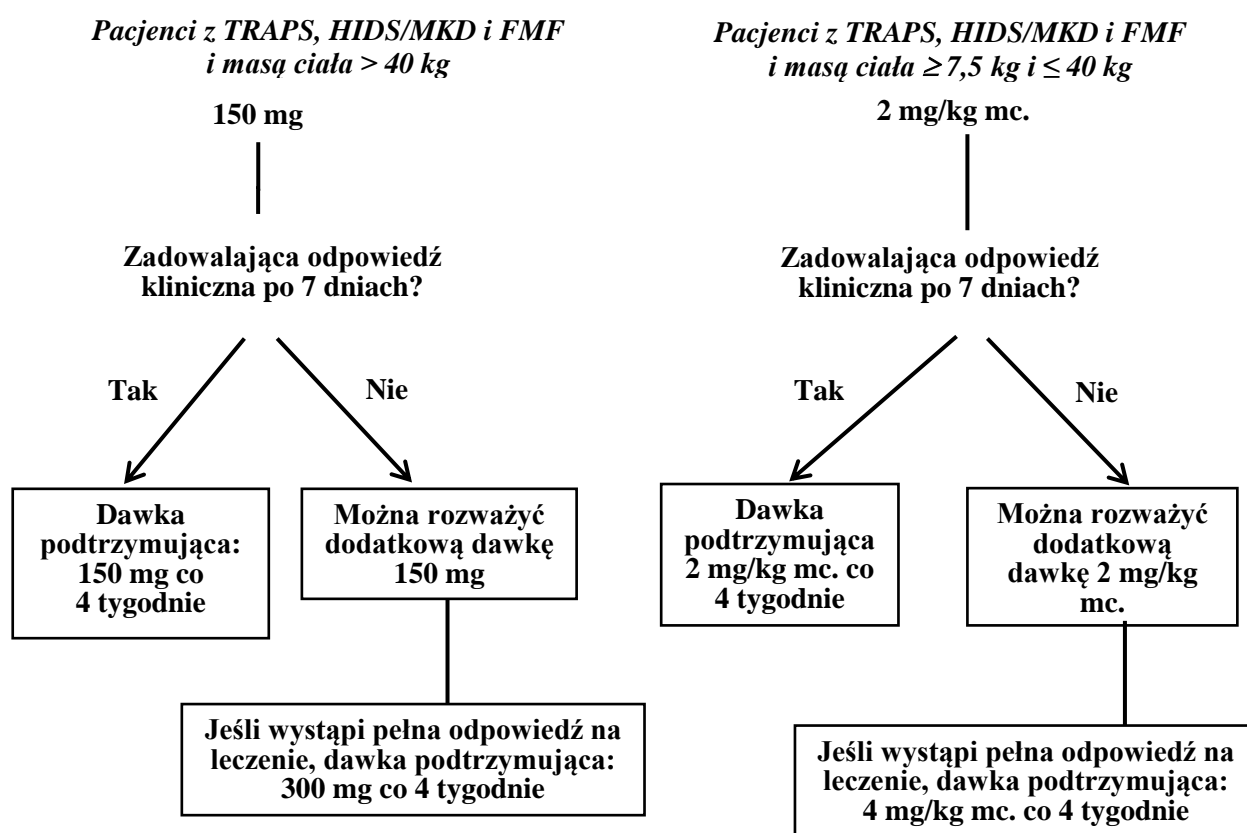 Pacjenci z TRAPS, HIDS/MKD i FMF
i masą ciała > 40 kg
150 mg
Zadowalająca odpowiedź
kliniczna po 7 dniach?
Tak
Nie
Dawka
podtrzymująca:
150 mg co
4 tygodnie
Można rozważyć
dodatkową dawkę
150 mg
Jeśli wystąpi pełna odpowiedź na
leczenie, dawka podtrzymująca:
300 mg co 4 tygodnie
Pacjenci z TRAPS, HIDS/MKD i FMF
i masą ciała ≥ 7,5 kg i ≤ 40 kg
2 mg/kg mc.
Zadowalająca odpowiedź
kliniczna po 7 dniach?
Tak
Nie
Dawka
podtrzymująca
2 mg/kg mc. co
4 tygodnie
Można rozważyć
dodatkową
dawkę 2 mg/kg
mc.
Jeśli wystąpi pełna odpowiedź na
leczenie, dawka podtrzymująca:
4 mg/kg mc. co 4 tygodnie